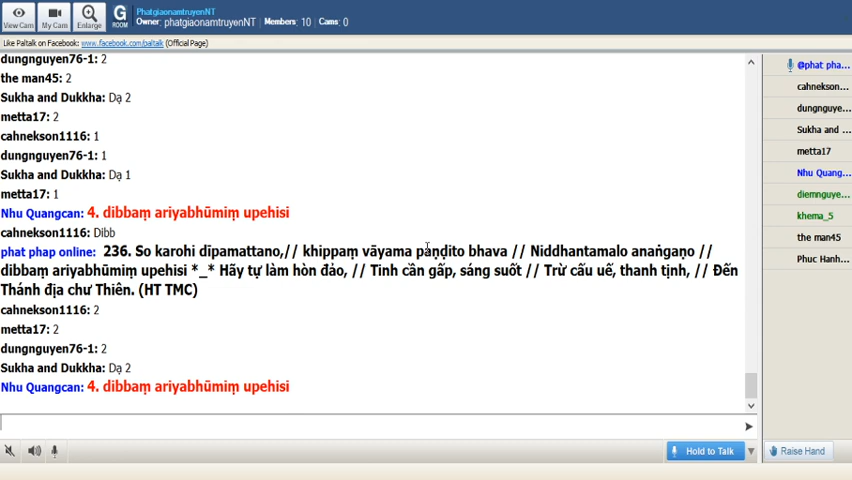 View Cam
My Cam
Enlarge
G
ROOM
PhatgiaonamtruyenNT
Owner: phatgiaonamtruyenNT Members: 10 Cams: 0
Like Paltalk on Facebook: www.facebook.com/paltalk (Official Page)
dungnguyen76-1: 2
the man45: 2
Sukha and Dukkha: Dạ 2
metta17: 2
cahnekson1116: 1
dungnguyen76-1: 1
Sukha and Dukkha: Dạ 1
metta17: 1
Nhu Quangcan: 4. dibbaṃ ariyabhūmiṃ upehisi
cahnekson1116: Dibb
phat phap online: 236. So karohi dīpamattano,// khippaṃ vāyama paṇḍito bhava // Niddhantamalo anaṅgaṇo //
dibbaṃ ariyabhūmiṃ upehisi *_* Hãy tự làm hòn đảo, // Tinh cần gấp, sáng suốt // Trừ cấu uế, thanh tịnh, // Đến
Thánh địa chư Thiên. (HT TMC)
cahnekson1116: 2
metta17: 2
dungnguyen76-1: 2
Sukha and Dukkha: Dạ 2
Nhu Quangcan: 4. dibbaṃ ariyabhūmiṃ upehisi
@phat pha...
cahnekson...
dungnguye...
Sukha and ...
metta17
Nhu Quang...
diemnguye...
khema_5
the man45
Phuc Hanh...
Hold to Talk
Raise Hand